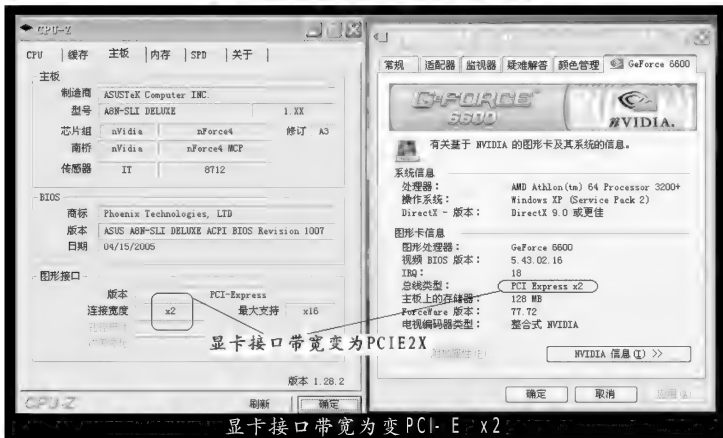 CPU-Z
CPU 缓存 主板 内存 SPD 关于
主板
制造商 ASUSTeK Computer INC.
型号 A8N-SLI DELUXE 1.XX
芯片组 nVidia nForce4 修订 A3
南桥 nVidia nForce4 MCP
传感器 IT 8712
BIOS
商标 Phoenix Technologies, LTD
版本 ASUS A8N-SLI DELUXE ACPI BIOS Revision 1007
日期 04/15/2005
图形接口
版本 PCI-Express
连接宽度 x2 最大支持 x16
版本 1.28.2
CPU-Z 刷新 确定
常规 适配器 监视器 疑难解答 颜色管理 GeForce 6600
GEFORCE
6600
NVIDIA.
有关基于 NVIDIA 的图形卡及其系统的信息。
系统信息
处理器： AMD Athlon(tm) 64 Processor 3200+
操作系统： Windows XP (Service Pack 2)
DirectX - 版本： DirectX 9.0 或更佳
图形卡信息
图形处理器： GeForce 6600
视频 BIOS 版本： 5.43.02.16
IRQ： 18
总线类型： PCI Express x2
主板上的存储器： 128 MB
ForceWare 版本： 77.72
电视编码器类型： 整合式 NVIDIA
附加属性(E) NVIDIA 信息(I) >>
确定 取消 应用(A)
显卡接口带宽变为PCIE2X
显卡接口带宽为变PCI-E x2